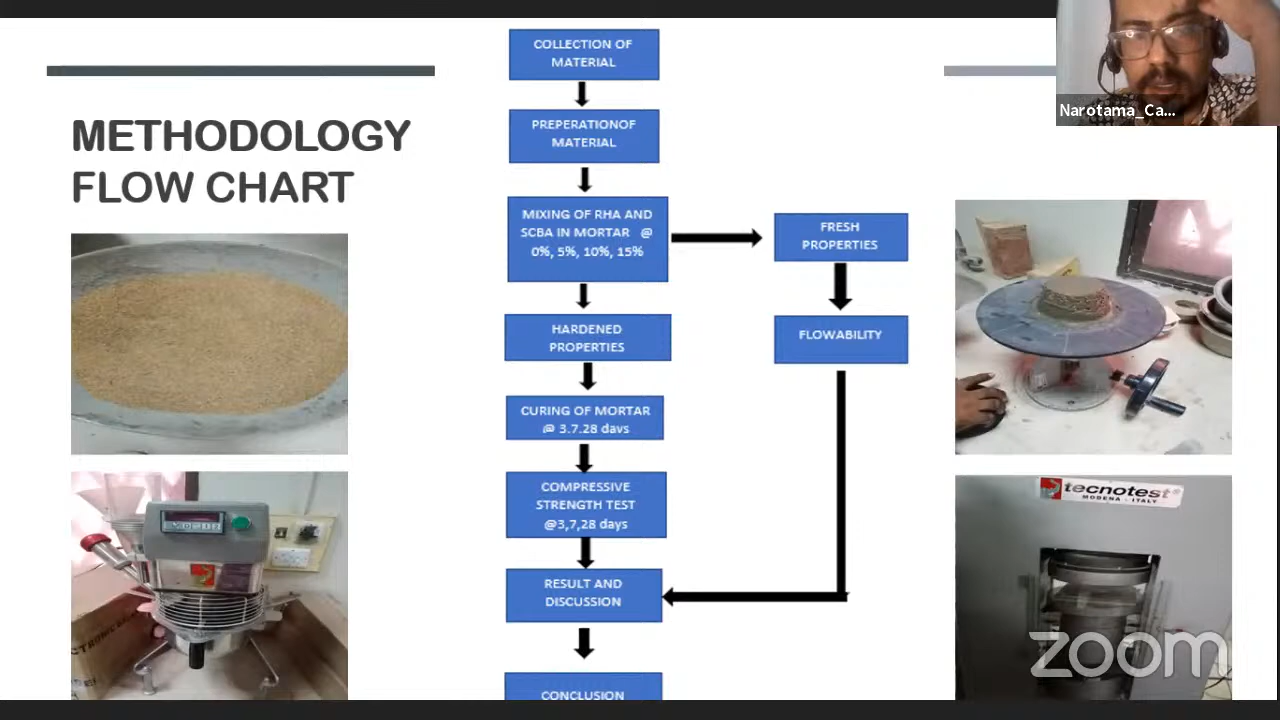 METHODOLOGY
FLOW CHART
COLLECTION OF
MATERIAL
PREPERATIONOF
MATERIAL
MIXING OF RHA AND
SCBA IN MORTAR @
0%, 5%, 10%, 15%
FRESH
PROPERTIES
HARDENED
PROPERTIES
FLOWABILITY
CURING OF MORTAR
@ 3.7.28 days
COMPRESSIVE
STRENGTH TEST
@3,7,28 days
RESULT AND
DISCUSSION
CONCLUSION
Narotama_Ca...
tecnotest
MODENA - ITALY
zoom